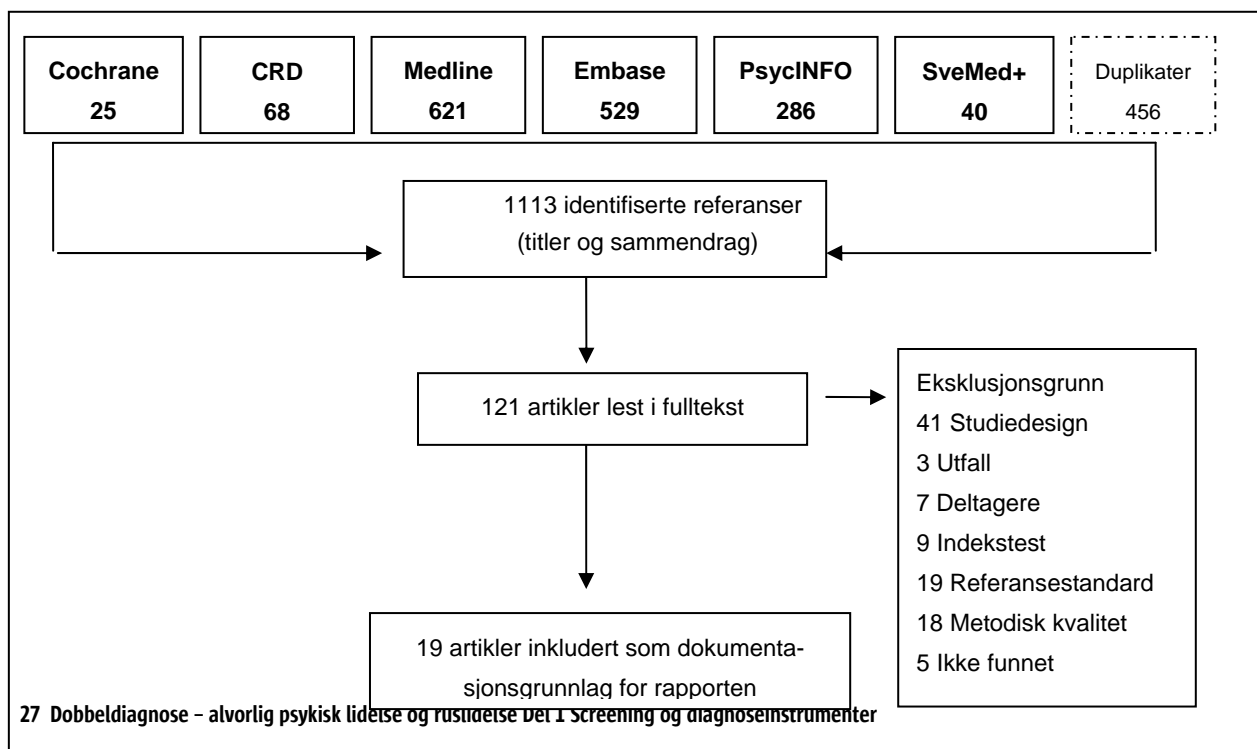 Cochrane
25
CRD
68
Medline
621
Embase
529
PsycINFO
286
SveMed+
40
Duplikater
456
1113 identifiserte referanser
(titler og sammendrag)
121 artikler lest i fulltekst
Eksklusjonsgrunn
41 Studiedesign
3 Utfall
7 Deltagere
9 Indekstest
19 Referansestandard
18 Metodisk kvalitet
5 Ikke funnet
19 artikler inkludert som dokumenta-
sjonsgrunnlag for rapporten
27 Dobbeldiagnose – alvorlig psykisk lidelse og ruslidelse Del 1 Screening og diagnoseinstrumenter